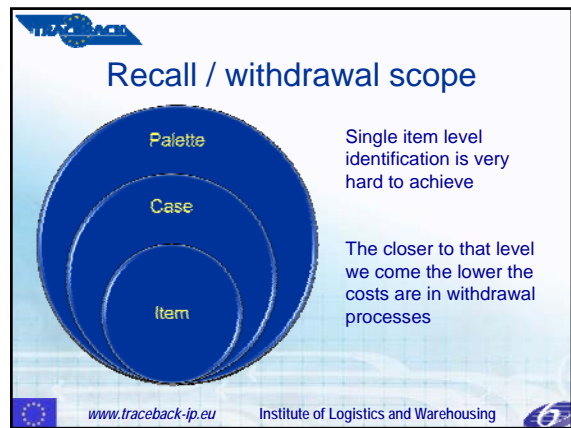 TRACEBACK
Recall / withdrawal scope
Palette
Case
Item
Single item level
identification is very
hard to achieve
The closer to that level
we come the lower the
costs are in withdrawal
processes
www.traceback-ip.eu Institute of Logistics and Warehousing
6